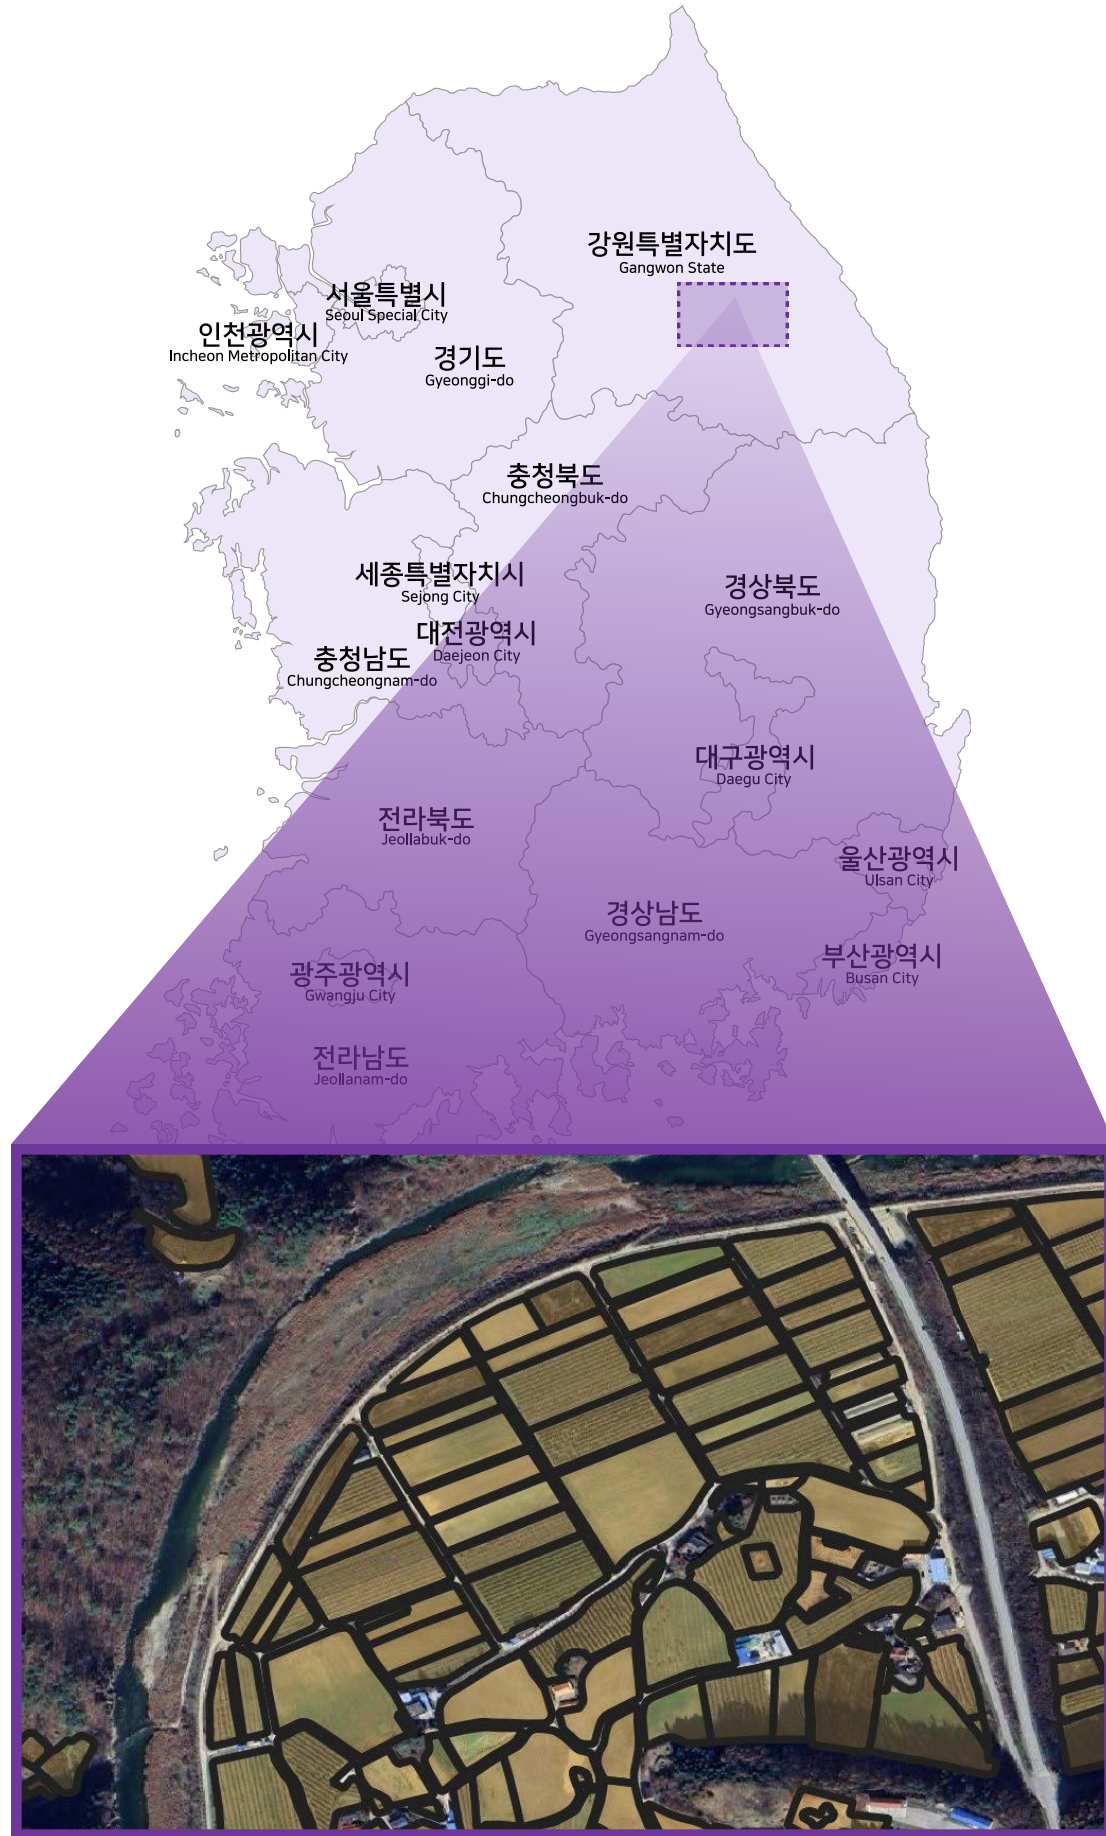 강원특별자치도
Gangwon State
서울특별시
Seoul Special City
인천광역시
Incheon Metropolitan City
경기도
Gyeonggi-do
충청북도
Chungcheongbuk-do
세종특별자치시
Sejong City
경상북도
Gyeongsangbuk-do
대전광역시
Daejeon City
충청남도
Chungcheongnam-do
대구광역시
Daegu City
전라북도
Jeollabuk-do
울산광역시
Ulsan City
경상남도
Gyeongsangnam-do
부산광역시
Busan City
광주광역시
Gwangju City
전라남도
Jeollanam-do